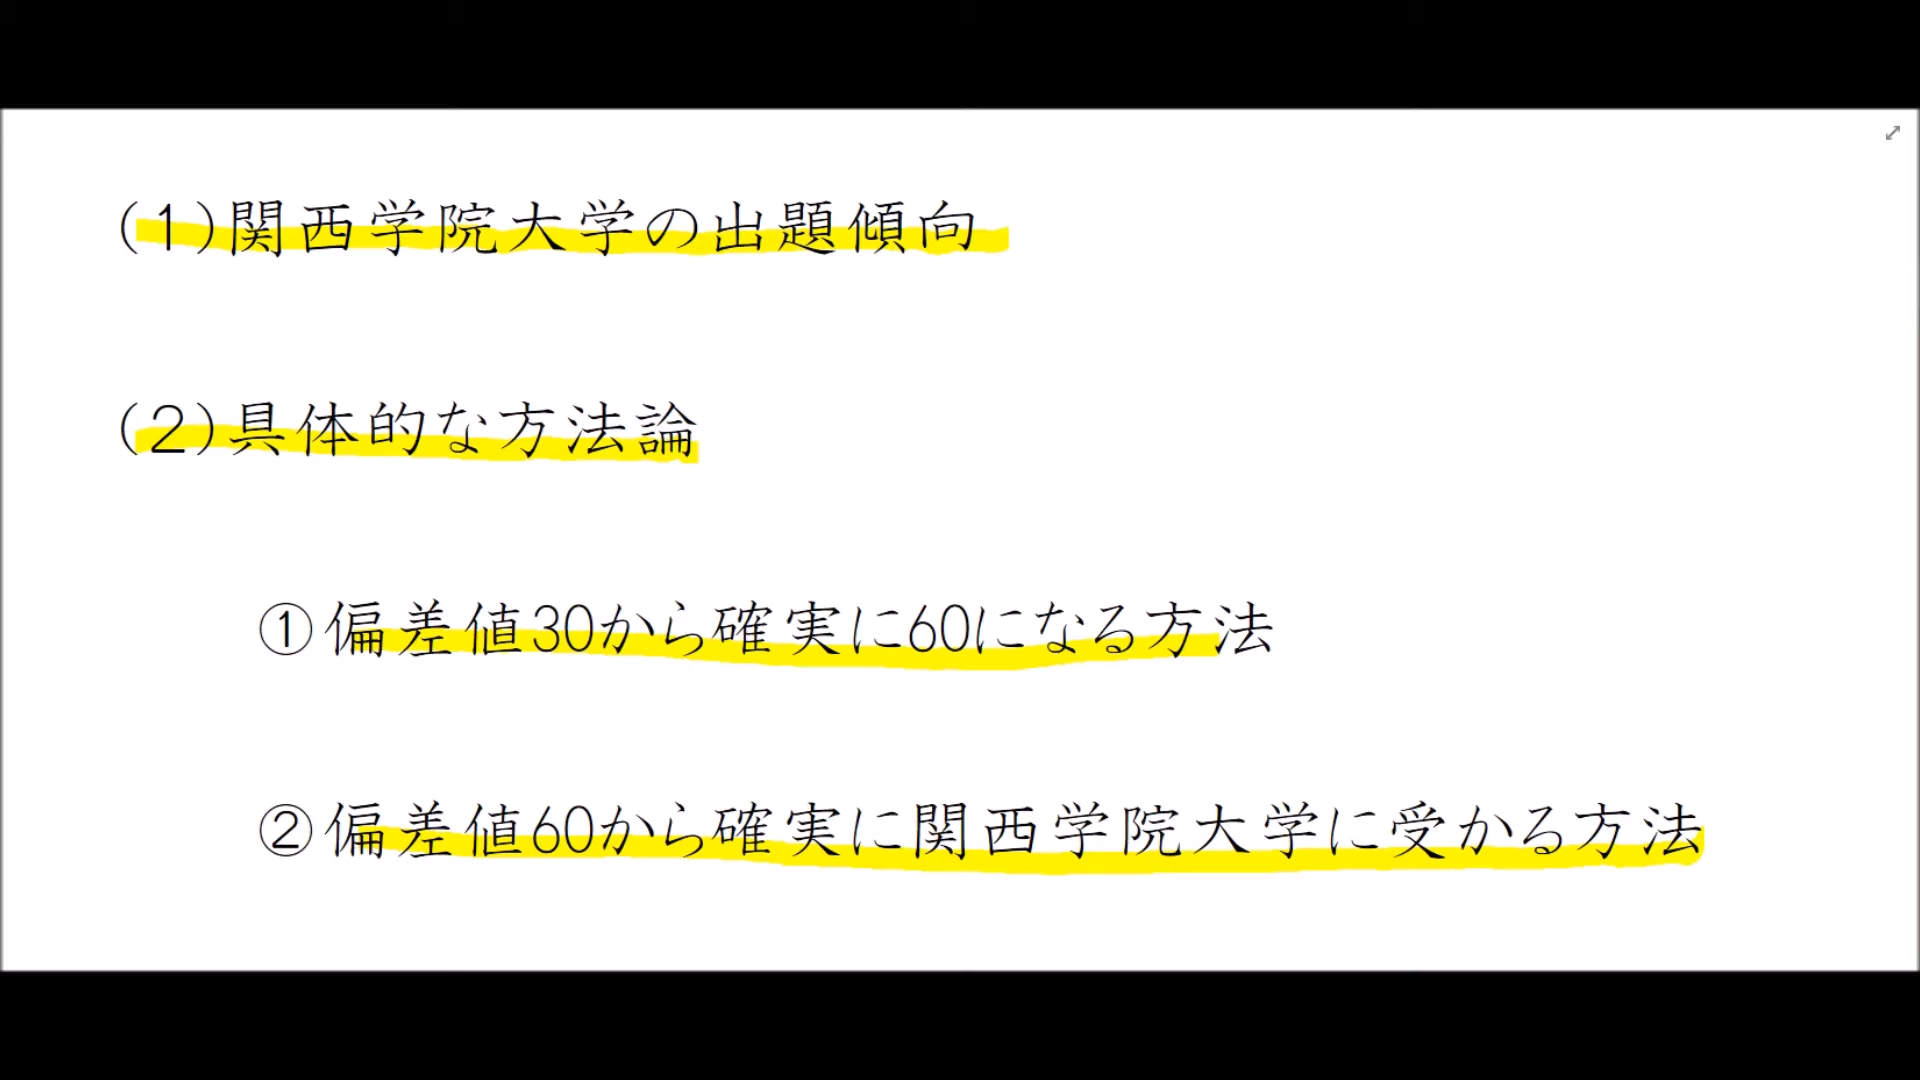 (1)関西学院大学の出題傾向
(2)具体的な方法論
①偏差値30から確実に60になる方法
②偏差値60から確実に関西学院大学に受かる方法